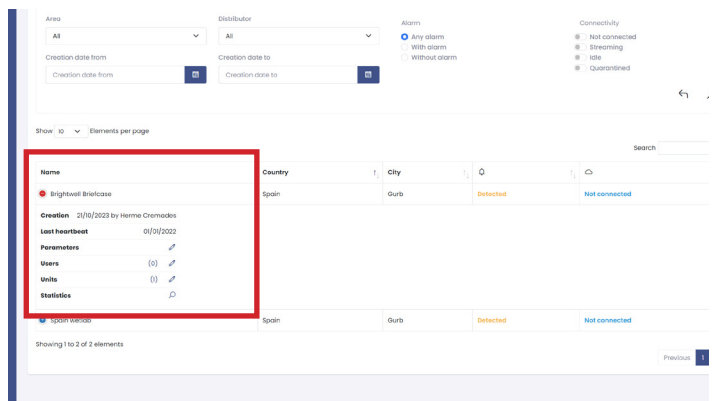 Area
Distributor
Alarm
Connectivity
All
All
Any alarm
With alarm
Without alarm
Not connected
Streaming
Idle
Quarantined
Creation date from
Creation date to
Creation date from
Creation date to
Show 10 Elements per page
Search
Name Country City
Brightwell Briefcase Spain Gurb Detected Not connected
Creation 21/10/2023 by Herme Cremados
Last heartbeat 01/01/2022
Parameters
Users (0)
Units (1)
Statistics
Spain Wetlab Spain Gurb Detected Not connected
Showing 1 to 2 of 2 elements
Previous 1